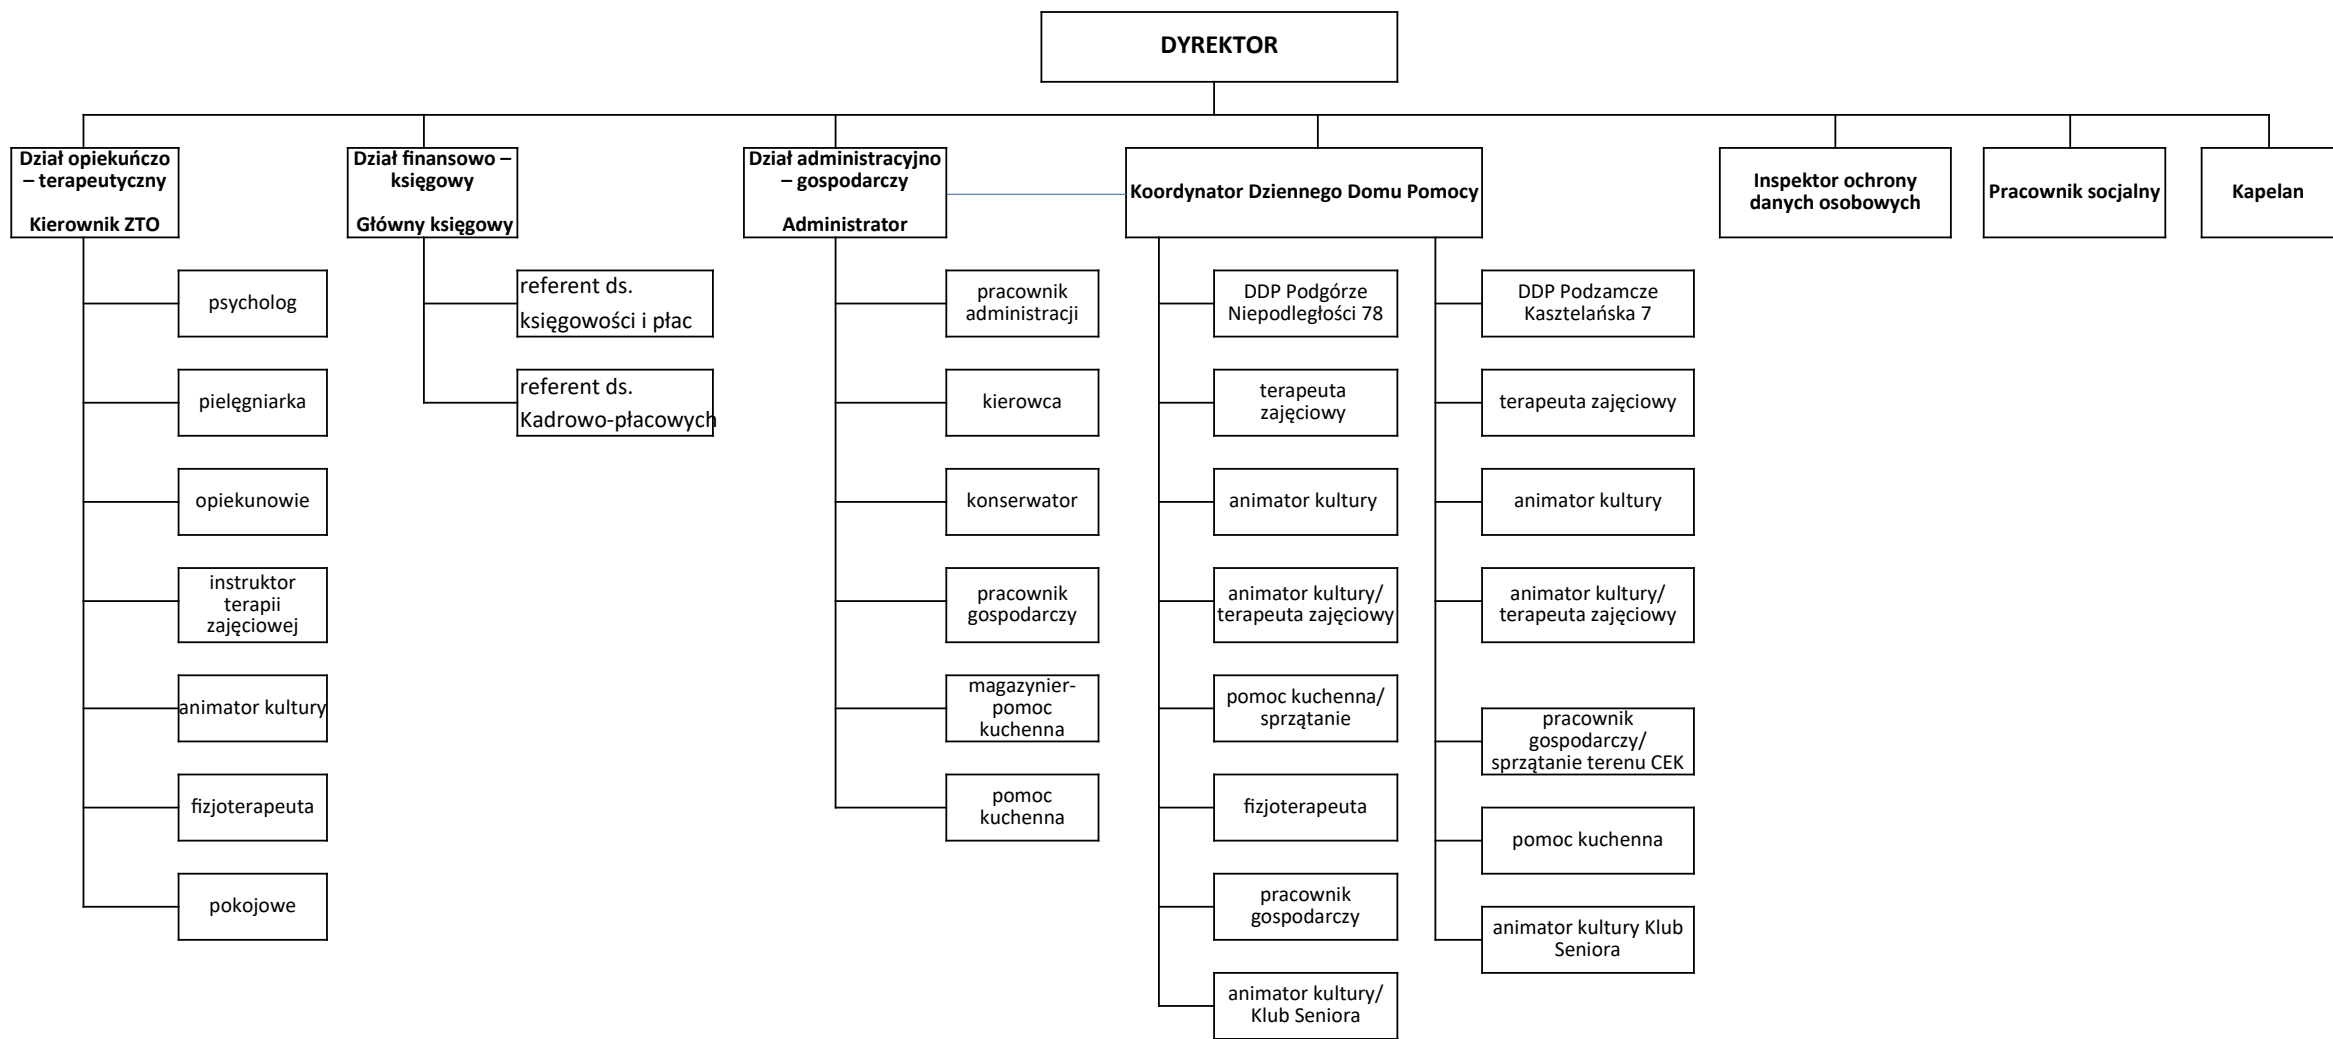 DYREKTOR
Dział opiekuńczo
– terapeutyczny
Kierownik ZTO
Dział finansowo –
księgowy
Główny księgowy
Dział administracyjno
– gospodarczy
Administrator
Koordynator Dziennego Domu Pomocy
Inspektor ochrony
danych osobowych
Pracownik socjalny
Kapelan
psycholog
pielęgniarka
opiekunowie
instruktor
terapii
zajęciowej
animator kultury
fizjoterapeuta
pokojowe
referent ds.
księgowości i płac
referent ds.
Kadrowo-płacowych
pracownik
administracji
kierowca
konserwator
pracownik
gospodarczy
magazynier-
pomoc
kuchenna
pomoc
kuchenna
DDP Podgórze
Niepodległości 78
terapeuta
zajęciowy
animator kultury
animator kultury/
terapeuta zajęciowy
pomoc kuchenna/
sprzątanie
fizjoterapeuta
pracownik
gospodarczy
animator kultury/
Klub Seniora
DDP Podzamcze
Kasztelańska 7
terapeuta zajęciowy
animator kultury
animator kultury/
terapeuta zajęciowy
pracownik
gospodarczy/
sprzątanie terenu CEK
pomoc kuchenna
animator kultury Klub
Seniora